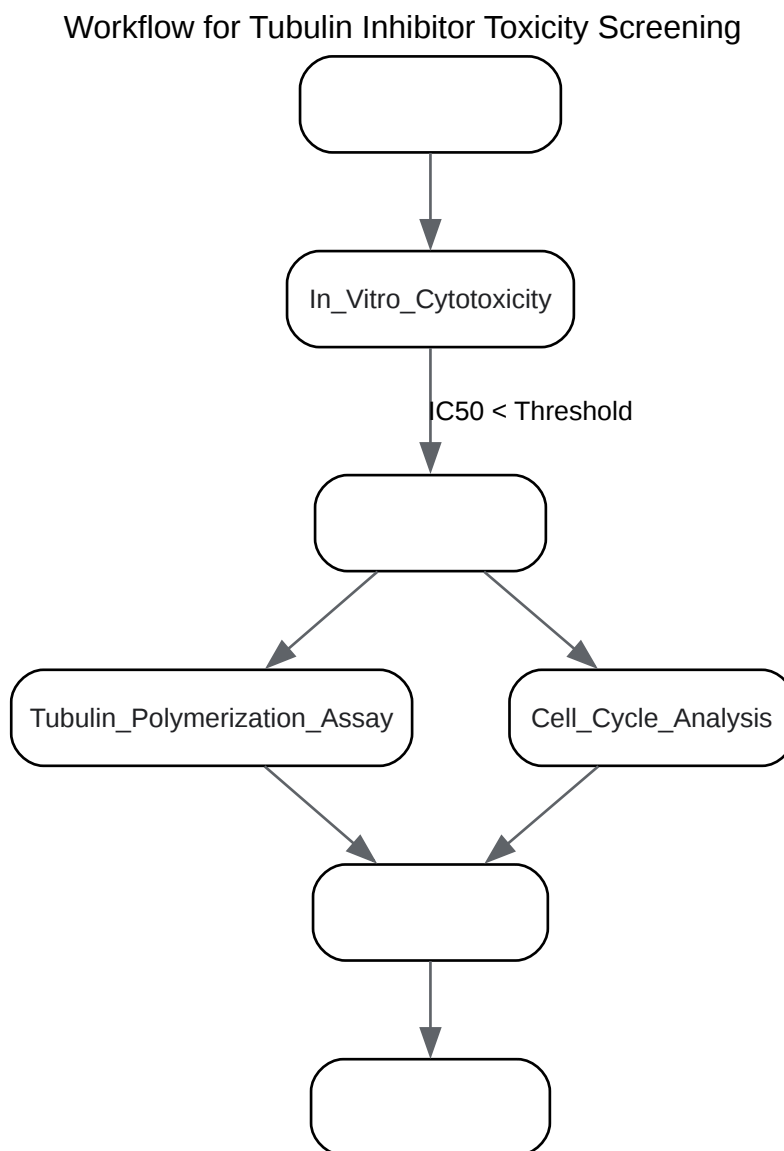 Workflow for Tubulin Inhibitor Toxicity Screening
In_Vitro_Cytotoxicity
IC50 < Threshold
Tubulin_Polymerization_Assay
Cell_Cycle_Analysis